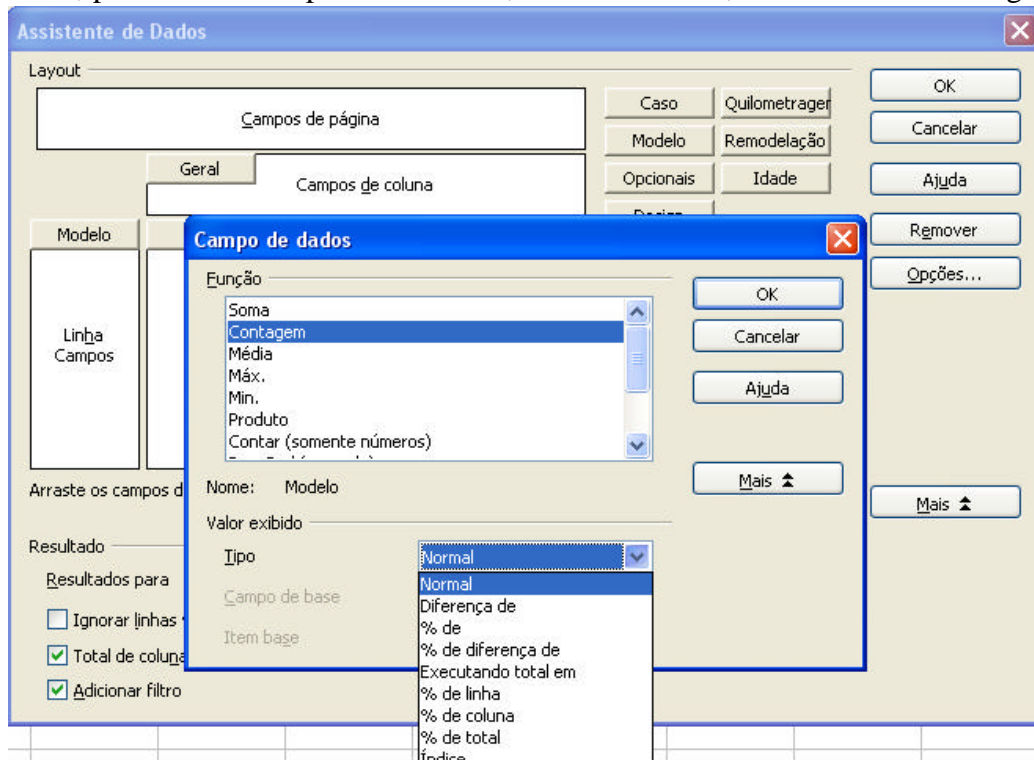 Assistente de Dados
Layout
Campos de página
Caso
Quilometrager
OK
Modelo
Remodelação
Cancelar
Geral
Campos de coluna
Opcionais
Idade
Ajuda
Modelo
Remover
Opções...
Linha
Campos
Campo de dados
Função
Soma
Contagem
Média
Máx.
Min.
Produto
Contar (somente números)
OK
Cancelar
Ajuda
Mais
Nome: Modelo
Valor exibido
Tipo
Normal
Campo de base
Item base
Normal
Diferença de
% de
% de diferença de
Executando total em
% de linha
% de coluna
% de total
Índice
Arraste os campos d
Mais
Resultado
Resultados para
Ignorar linhas
Total de coluna
Adicionar filtro